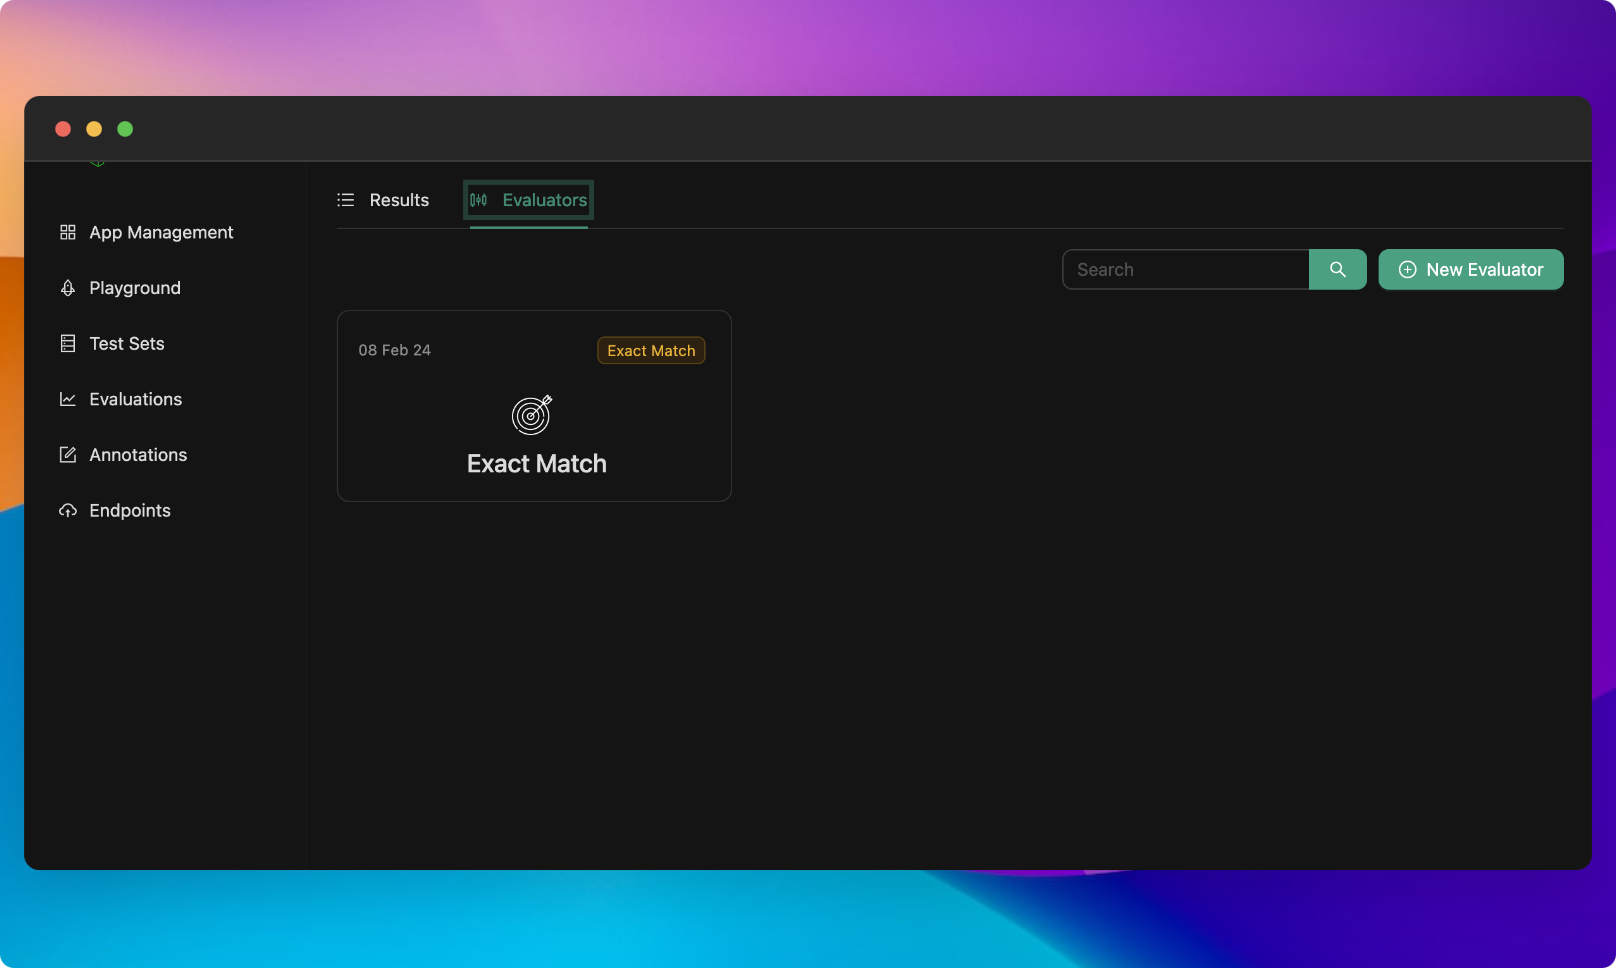 App Management
Playground
Test Sets
Evaluations
Annotations
Endpoints
Results
Evaluators
Search
New Evaluator
08 Feb 24
Exact Match
Exact Match